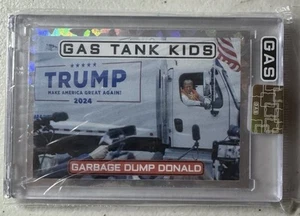 GAS TANK KIDS
GAS
TRUMP
MAKE AMERICA GREAT AGAIN!
2024
GARBAGE DUMP DONALD